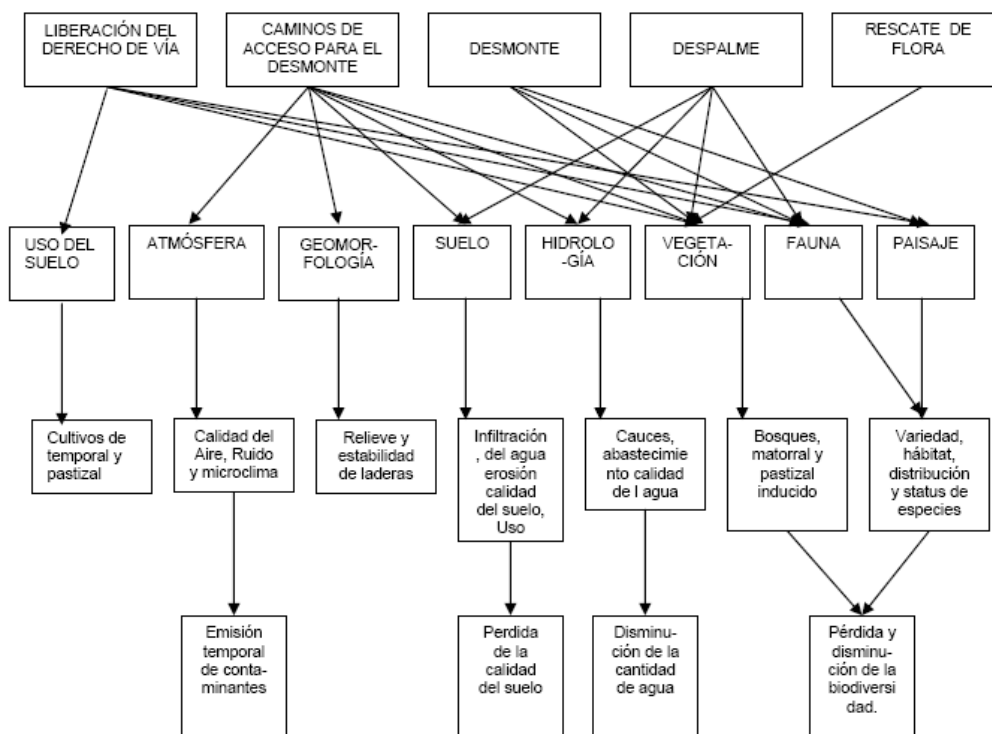 LIBERACIÓN DEL
DERECHO DE VÍA
CAMINOS DE
ACCESO PARA EL
DESMONTE
DESMONTE
DESPALME
RESCATE DE
FLORA
USO DEL
SUELO
ATMÓSFERA
GEOMOR-
FOLOGÍA
SUELO
HIDROLO
-GÍA
VEGETA-
CIÓN
FAUNA
PAISAJE
Cultivos de
temporal y
pastizal
Calidad del
Aire, Ruido
y microclima
Relieve y
estabilidad
de laderas
Infiltración
, del agua
erosión
calidad
del suelo,
Uso
Cauces,
abastecimie
nto calidad
de l agua
Bosques,
matorral y
pastizal
inducido
Variedad,
hábitat,
distribución
y status de
especies
Emisión
temporal
de conta-
minantes
Perdida
de la
calidad
del suelo
Disminu-
ción de la
cantidad
de agua
Pérdida y
disminu-
ción de la
biodiversi
dad.